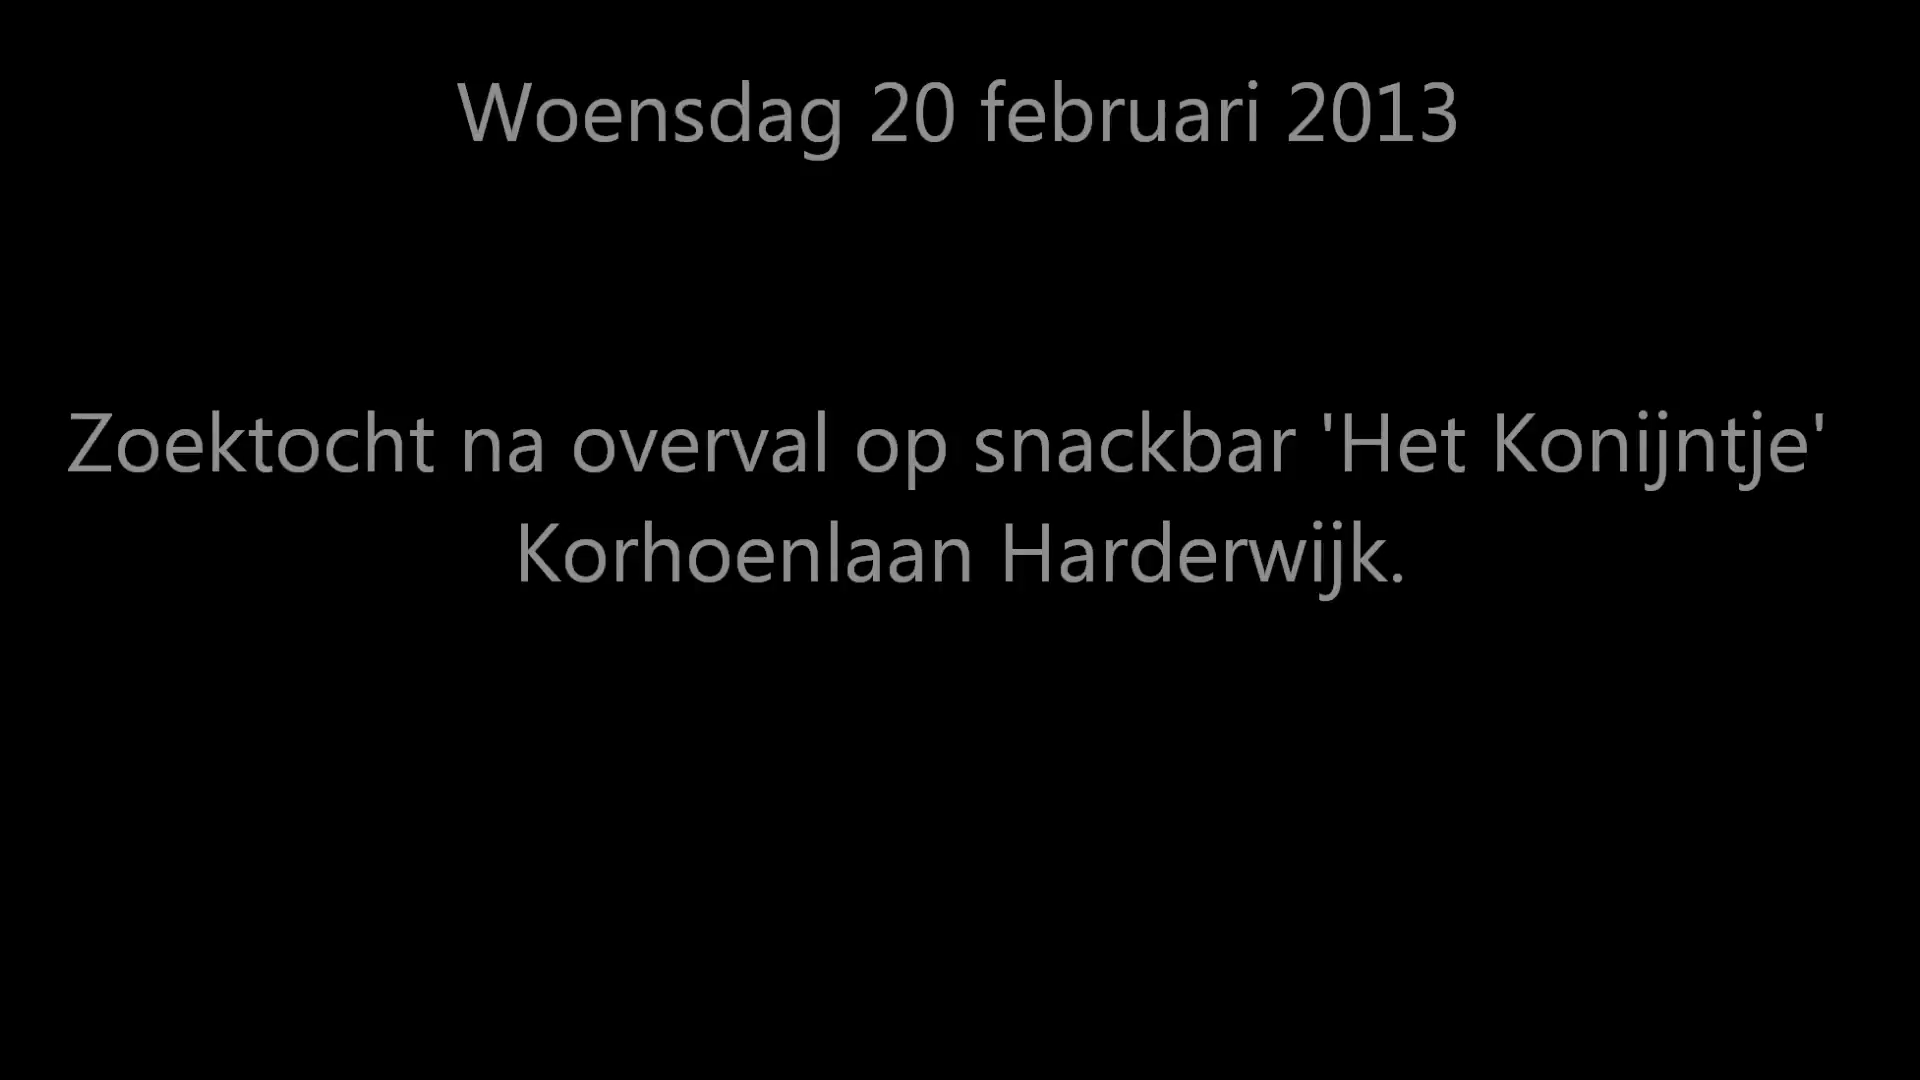 Woensdag 20 februari 2013
Zoektocht na overval op snackbar 'Het Konijntje'
Korhoenlaan Harderwijk.